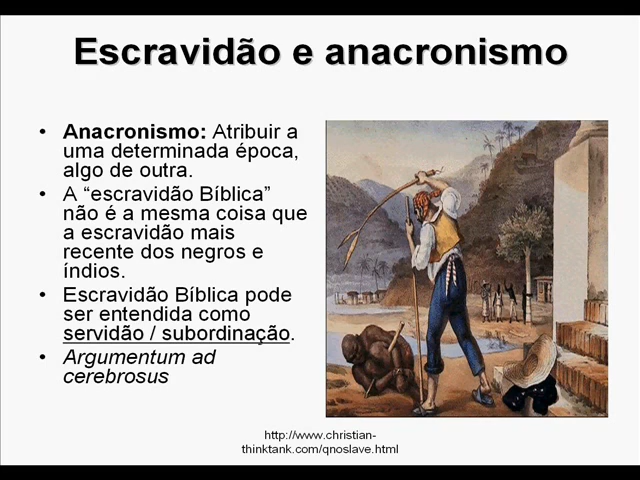 Escravidão e anacronismo
• Anacronismo: Atribuir a
uma determinada época,
algo de outra.
• A “escravidão Bíblica”
não é a mesma coisa que
a escravidão mais
recente dos negros e
índios.
• Escravidão Bíblica pode
ser entendida como
servidão / subordinação.
• Argumentum ad
cerebrosus
http://www.christian-
thinktank.com/qnoslave.html